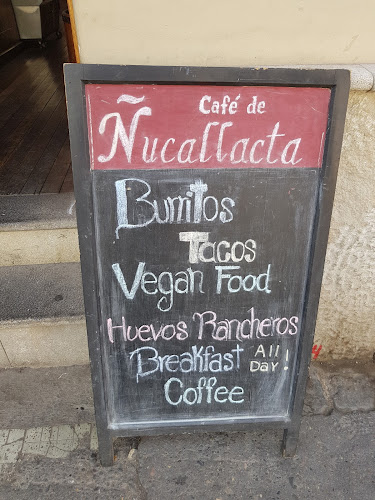 Café de
Ñucallacta
Burritos
Tacos
Vegan Food
Huevos Rancheros
Breakfast All Day!
Coffee